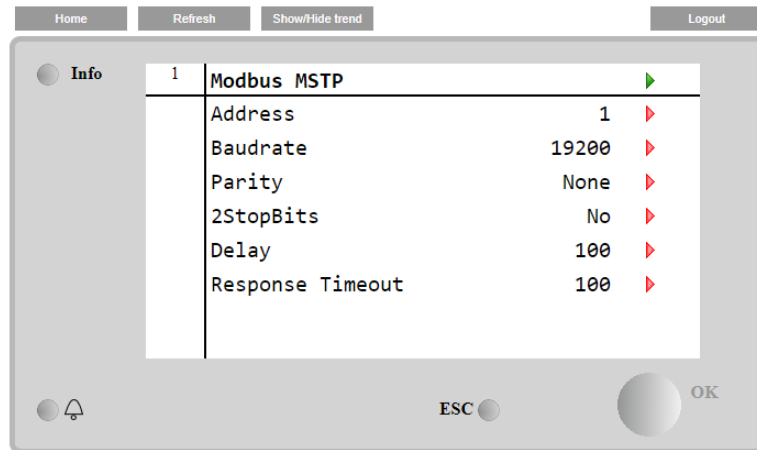 Home Refresh Show/Hide trend Logout
Info
1 Modbus MSTP
Address 1
Baudrate 19200
Parity None
2StopBits No
Delay 100
Response Timeout 100
ESC OK